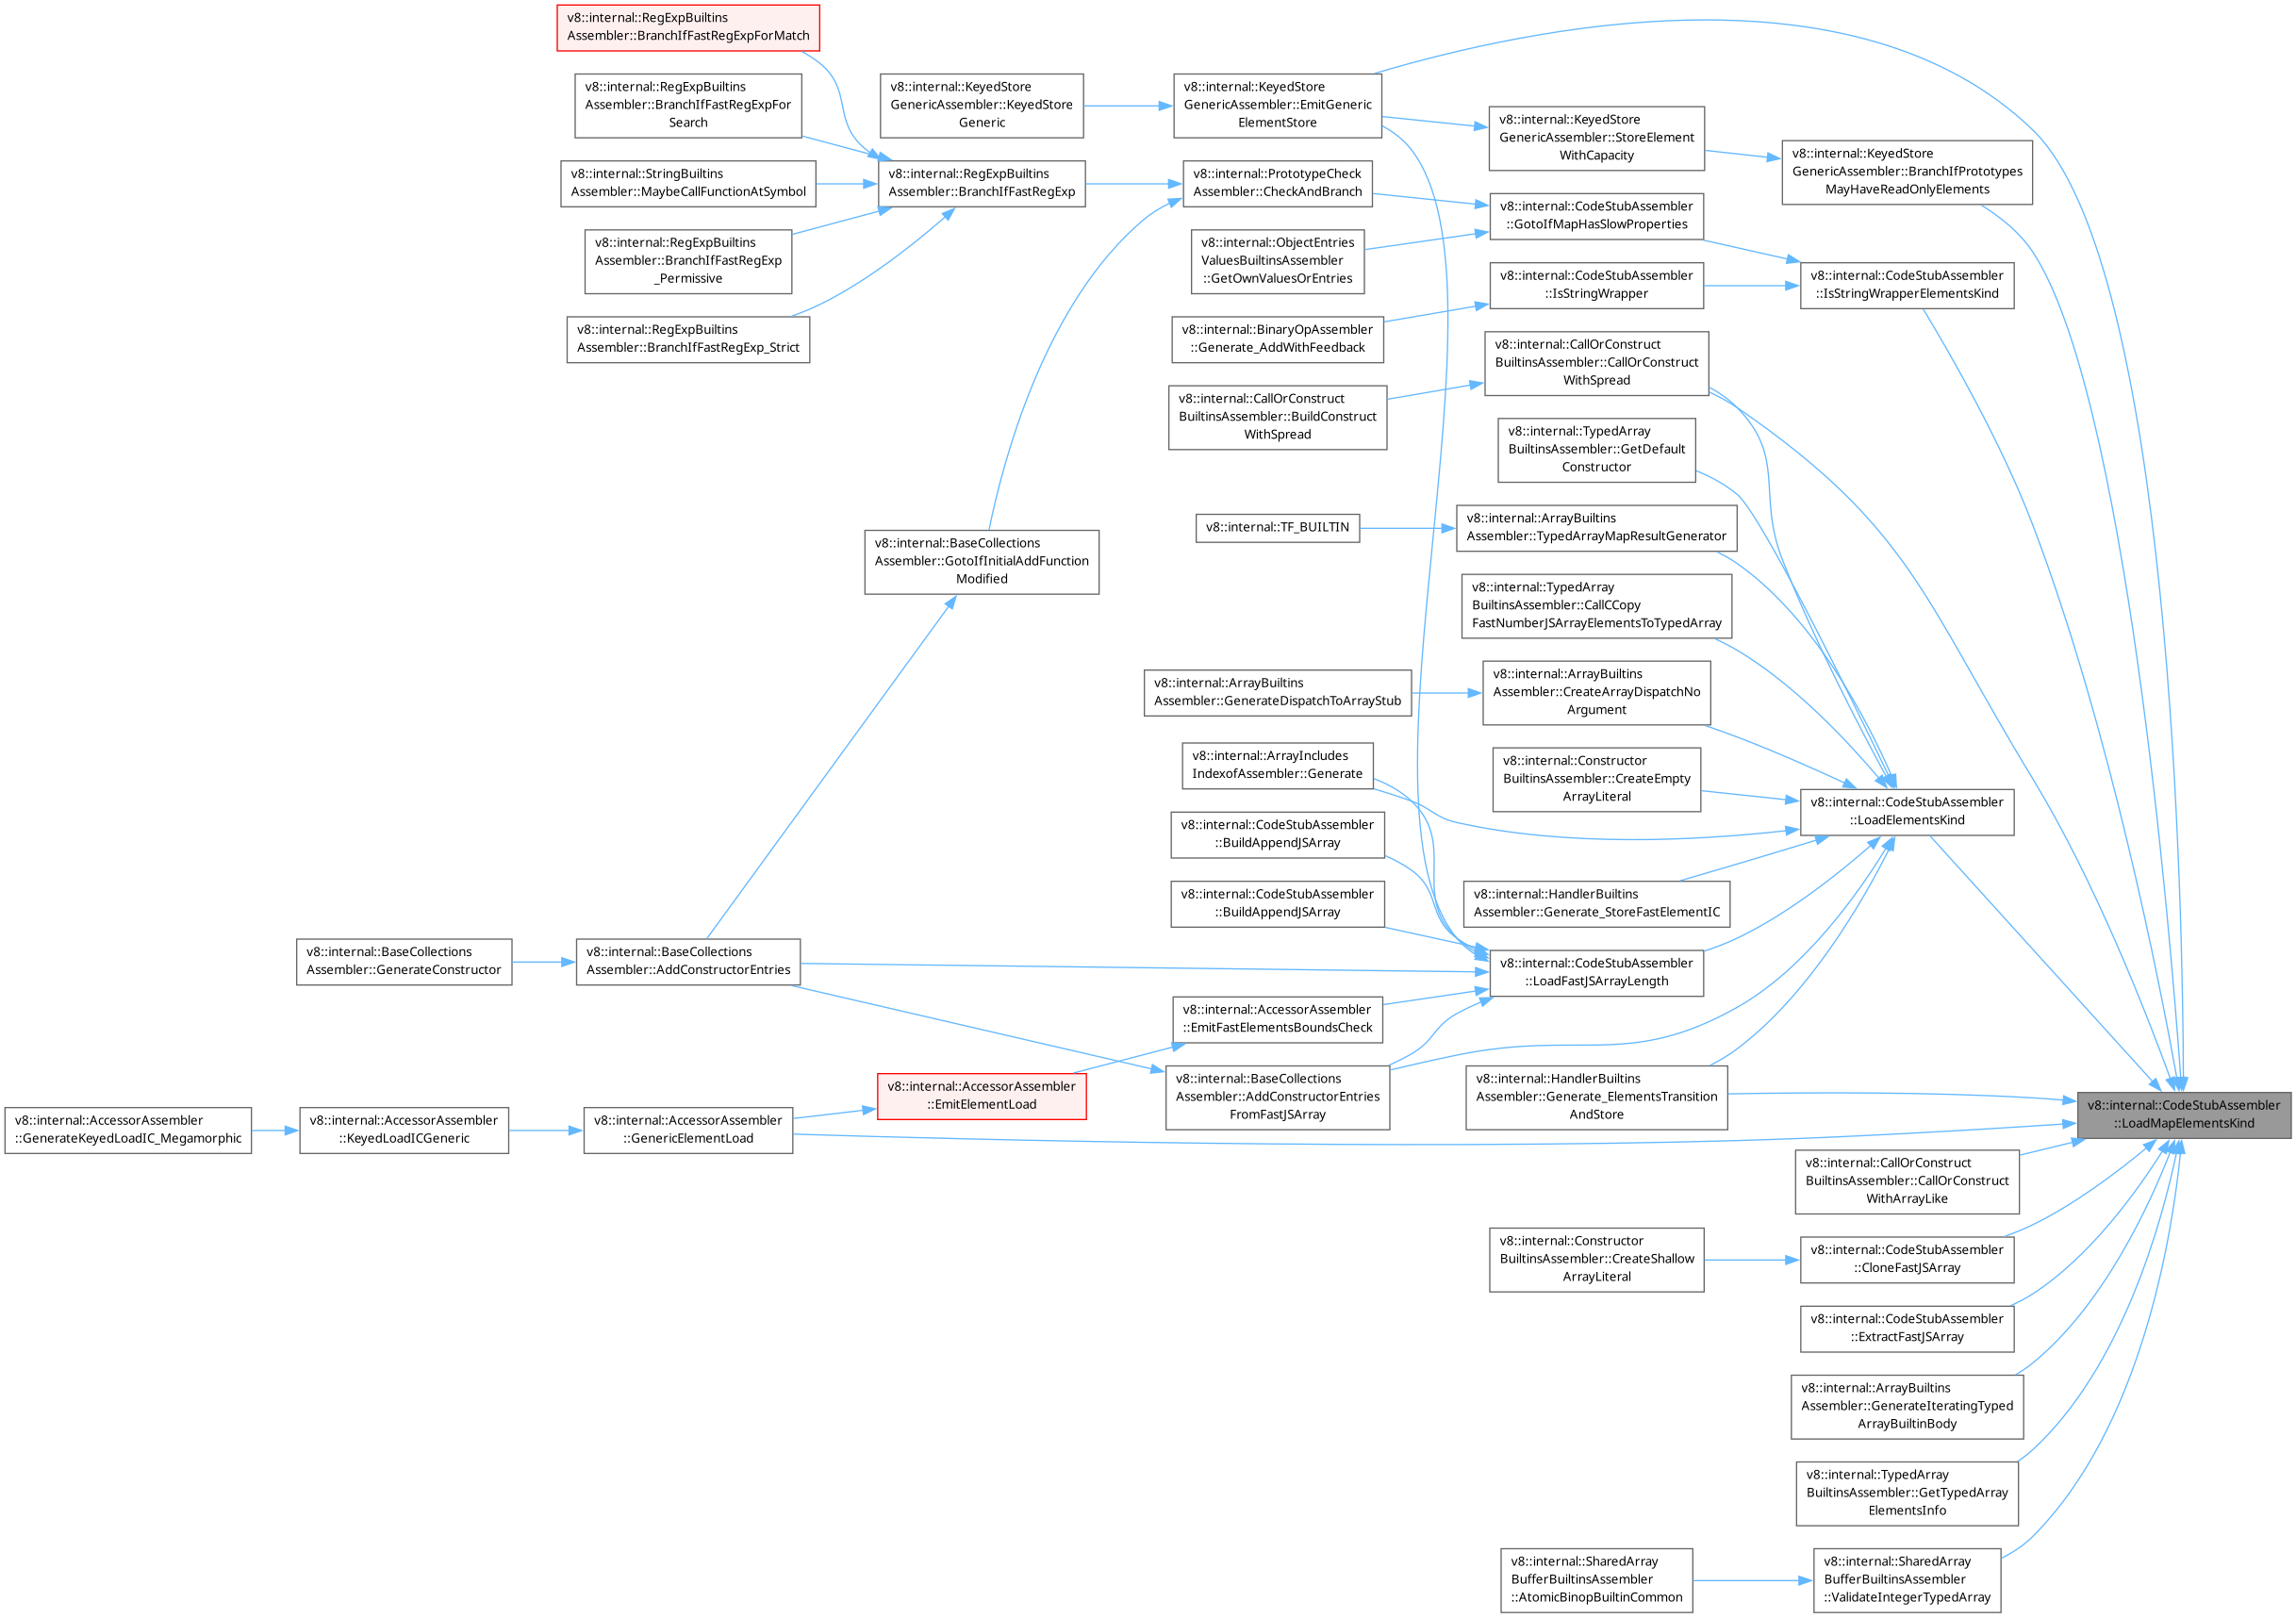 v8::internal::RegExpBuiltins
Assembler::BranchIfFastRegExpForMatch
v8::internal::RegExpBuiltins
Assembler::BranchIfFastRegExpFor
Search
v8::internal::StringBuiltins
Assembler::MaybeCallFunctionAtSymbol
v8::internal::RegExpBuiltins
Assembler::BranchIfFastRegExp
_Permissive
v8::internal::RegExpBuiltins
Assembler::BranchIfFastRegExp_Strict
v8::internal::KeyedStore
GenericAssembler::KeyedStore
Generic
v8::internal::RegExpBuiltins
Assembler::BranchIfFastRegExp
v8::internal::KeyedStore
GenericAssembler::EmitGeneric
ElementStore
v8::internal::PrototypeCheck
Assembler::CheckAndBranch
v8::internal::ObjectEntries
ValuesBuiltinsAssembler
::GetOwnValuesOrEntries
v8::internal::BinaryOpAssembler
::Generate_AddWithFeedback
v8::internal::CallOrConstruct
BuiltinsAssembler::BuildConstruct
WithSpread
v8::internal::KeyedStore
GenericAssembler::StoreElement
WithCapacity
v8::internal::CodeStubAssembler
::GotoIfMapHasSlowProperties
v8::internal::CodeStubAssembler
::IsStringWrapper
v8::internal::CallOrConstruct
BuiltinsAssembler::CallOrConstruct
WithSpread
v8::internal::KeyedStore
GenericAssembler::BranchIfPrototypes
MayHaveReadOnlyElements
v8::internal::CodeStubAssembler
::IsStringWrapperElementsKind
v8::internal::TypedArray
BuiltinsAssembler::GetDefault
Constructor
v8::internal::TF_BUILTIN
v8::internal::ArrayBuiltins
Assembler::TypedArrayMapResultGenerator
v8::internal::BaseCollections
Assembler::GotoIfInitialAddFunction
Modified
v8::internal::TypedArray
BuiltinsAssembler::CallCCopy
FastNumberJSArrayElementsToTypedArray
v8::internal::ArrayBuiltins
Assembler::GenerateDispatchToArrayStub
v8::internal::ArrayBuiltins
Assembler::CreateArrayDispatchNo
Argument
v8::internal::ArrayIncludes
IndexofAssembler::Generate
v8::internal::Constructor
BuiltinsAssembler::CreateEmpty
ArrayLiteral
v8::internal::CodeStubAssembler
::LoadElementsKind
v8::internal::CodeStubAssembler
::BuildAppendJSArray
v8::internal::CodeStubAssembler
::BuildAppendJSArray
v8::internal::HandlerBuiltins
Assembler::Generate_StoreFastElementIC
v8::internal::BaseCollections
Assembler::GenerateConstructor
v8::internal::BaseCollections
Assembler::AddConstructorEntries
v8::internal::CodeStubAssembler
::LoadFastJSArrayLength
v8::internal::AccessorAssembler
::EmitFastElementsBoundsCheck
v8::internal::AccessorAssembler
::EmitElementLoad
v8::internal::BaseCollections
Assembler::AddConstructorEntries
FromFastJSArray
v8::internal::HandlerBuiltins
Assembler::Generate_ElementsTransition
AndStore
v8::internal::CodeStubAssembler
::LoadMapElementsKind
v8::internal::AccessorAssembler
::GenerateKeyedLoadIC_Megamorphic
v8::internal::AccessorAssembler
::KeyedLoadICGeneric
v8::internal::AccessorAssembler
::GenericElementLoad
v8::internal::CallOrConstruct
BuiltinsAssembler::CallOrConstruct
WithArrayLike
v8::internal::Constructor
BuiltinsAssembler::CreateShallow
ArrayLiteral
v8::internal::CodeStubAssembler
::CloneFastJSArray
v8::internal::CodeStubAssembler
::ExtractFastJSArray
v8::internal::ArrayBuiltins
Assembler::GenerateIteratingTyped
ArrayBuiltinBody
v8::internal::TypedArray
BuiltinsAssembler::GetTypedArray
ElementsInfo
v8::internal::SharedArray
BufferBuiltinsAssembler
::AtomicBinopBuiltinCommon
v8::internal::SharedArray
BufferBuiltinsAssembler
::ValidateIntegerTypedArray